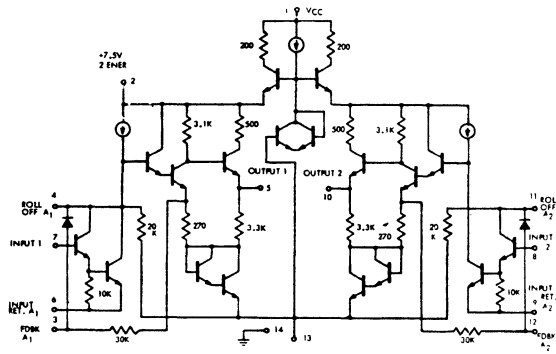 1 VCC
200
200
+7.5V
2 ENER
2
3.1K
500
500
3.1K
OUTPUT 1
OUTPUT 2
5
10
4
ROLL
OFF A1
11
ROLL
OFF
A2
20
K
270
3.3K
3.3K
270
20
K
INPUT 1
7
INPUT
2
8
10K
10K
INPUT
RET. A1
6
INPUT
RET.
A2
9
3
FDBK
A1
12
FDBK
A2
30K
14
13
30K